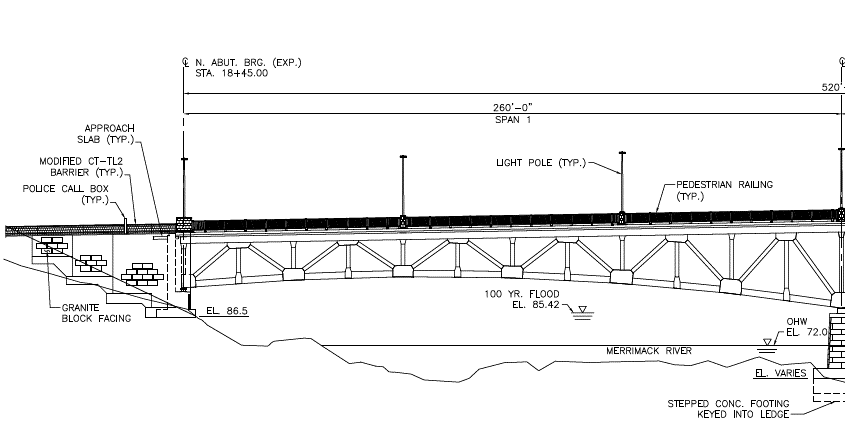 ℄ N. ABUT. BRG. (EXP.)
STA. 18+45.00
℄
520'-
260'-0"
SPAN 1
APPROACH
SLAB (TYP.)
MODIFIED CT-TL2
BARRIER (TYP.)
POLICE CALL BOX
(TYP.)
LIGHT POLE (TYP.)
PEDESTRIAN RAILING
(TYP.)
GRANITE
BLOCK FACING
EL. 86.5
100 YR. FLOOD
EL. 85.42
OHW
EL. 72.0
MERRIMACK RIVER
EL. VARIES
STEPPED CONC. FOOTING
KEYED INTO LEDGE